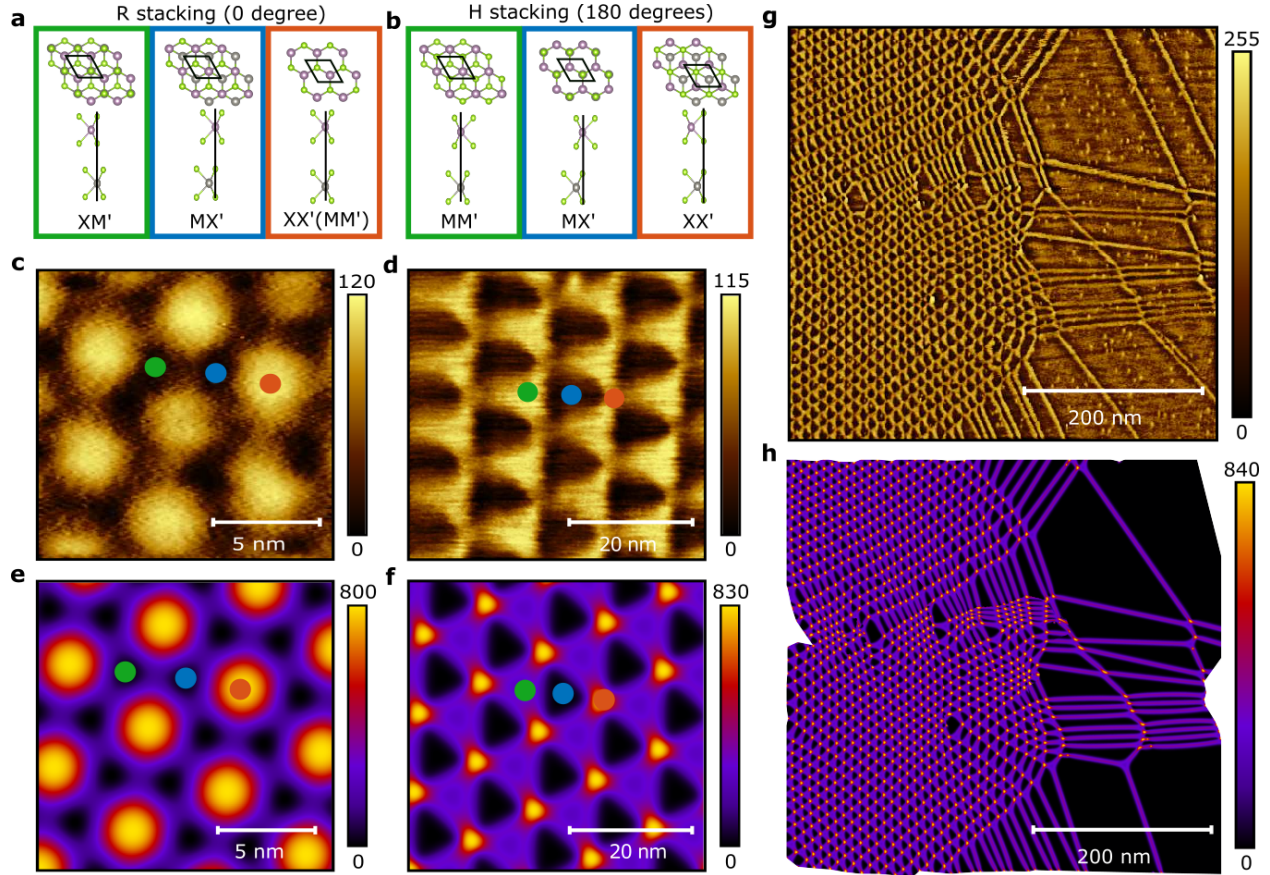 a R stacking (0 degree)
XM' MX' XX'(MM')
b H stacking (180 degrees)
MM' MX' XX'
c
120
0
5 nm
d
115
0
20 nm
e
800
0
5 nm
f
830
0
20 nm
g
255
0
200 nm
h
840
0
200 nm